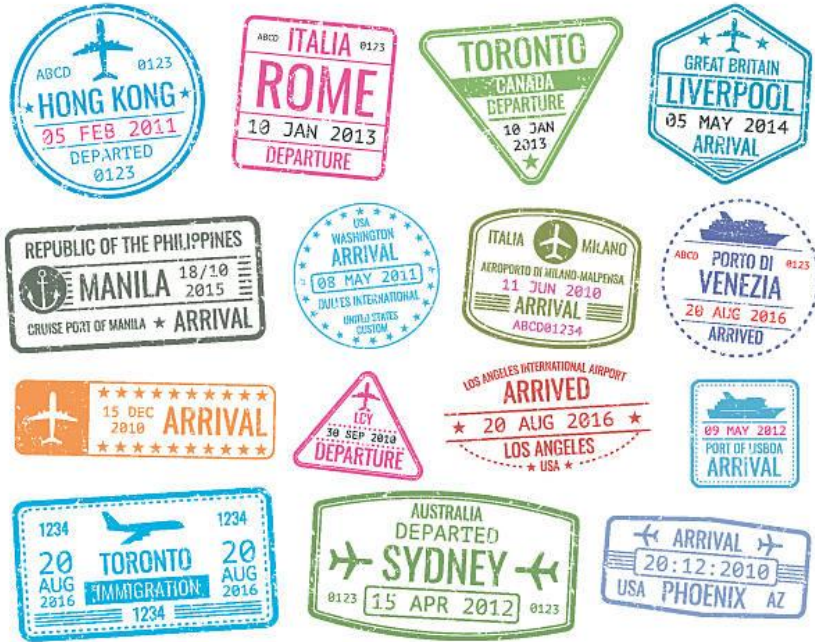 ABCD 0123
HONG KONG
05 FEB 2011
DEPARTED
0123
ABCD ITALIA 0123
ROME
10 JAN 2013
DEPARTURE
TORONTO
CANADA
DEPARTURE
10 JAN
2013
GREAT BRITAIN
LIVERPOOL
05 MAY 2014
ARRIVAL
REPUBLIC OF THE PHILIPPINES
MANILA 18/10
2015
CRUISE PORT OF MANILA ARRIVAL
USA
WASHINGTON
ARRIVAL
08 MAY 2011
DULLES INTERNATIONAL
UNITED STATES
CUSTOM
ITALIA MILANO
AEROPORTO DI MILANO-MALPENSA
11 JUN 2010
ARRIVAL
ABCD01234
ABCD PORTO DI 0123
VENEZIA
20 AUG 2016
ARRIVED
15 DEC
2010 ARRIVAL
LCY
30 SEP 2010
DEPARTURE
LOS ANGELES INTERNATIONAL AIRPORT
ARRIVED
20 AUG 2016
LOS ANGELES
USA
09 MAY 2012
PORT OF LISBOA
ARRIVAL
1234 1234
20 AUG 2016
TORONTO
20 AUG 2016
IMMIGRATION
1234
AUSTRALIA
DEPARTED
SYDNEY
0123 15 APR 2012 0123
ARRIVAL
20:12:2010
USA PHOENIX AZ